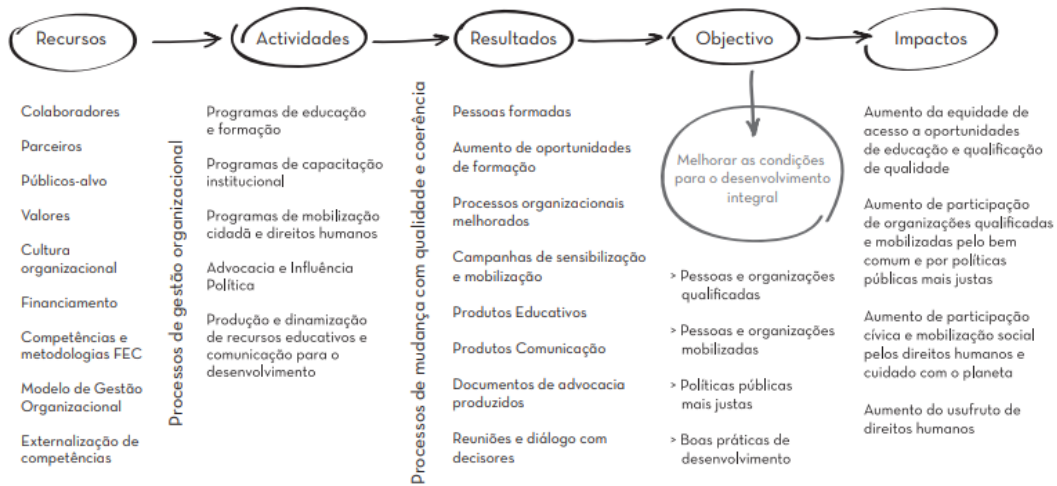 Recursos
Actividades
Resultados
Objectivo
Impactos
Colaboradores
Parceiros
Públicos-alvo
Valores
Cultura
organizacional
Financiamento
Competências e
metodologias FEC
Modelo de Gestão
Organizacional
Externalização de
competências
Processos de gestão organizacional
Programas de educação
e formação
Programas de capacitação
institucional
Programas de mobilização
cidadã e direitos humanos
Advocacia e Influência
Política
Produção e dinamização
de recursos educativos e
comunicação para o
desenvolvimento
Processos de mudança com qualidade e coerência
Pessoas formadas
Aumento de oportunidades
de formação
Processos organizacionais
melhorados
Campanhas de sensibilização
e mobilização
Produtos Educativos
Produtos Comunicação
Documentos de advocacia
produzidos
Reuniões e diálogo com
decisores
Melhorar as condições
para o desenvolvimento
integral
> Pessoas e organizações
qualificadas
> Pessoas e organizações
mobilizadas
> Políticas públicas
mais justas
> Boas práticas de
desenvolvimento
Aumento da equidade de
acesso a oportunidades
de educação e qualificação
de qualidade
Aumento de participação
de organizações qualificadas
e mobilizadas pelo bem
comum e por políticas
públicas mais justas
Aumento de participação
cívica e mobilização social
pelos direitos humanos e
cuidado com o planeta
Aumento do usufruto de
direitos humanos